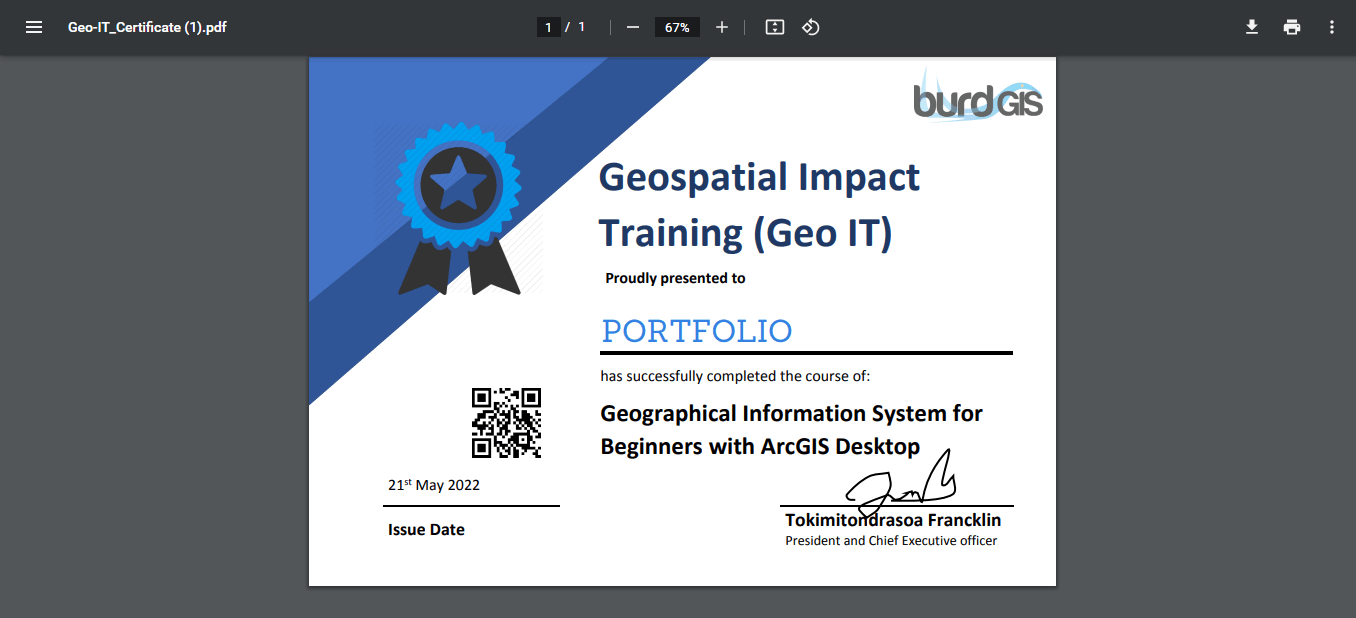 Geo-IT_Certificate (1).pdf
1 / 1
67%
burdGIS
Geospatial Impact
Training (Geo IT)
Proudly presented to
PORTFOLIO
has successfully completed the course of:
Geographical Information System for
Beginners with ArcGIS Desktop
21st May 2022
Issue Date
Tokimitondrasoa Francklin
President and Chief Executive officer